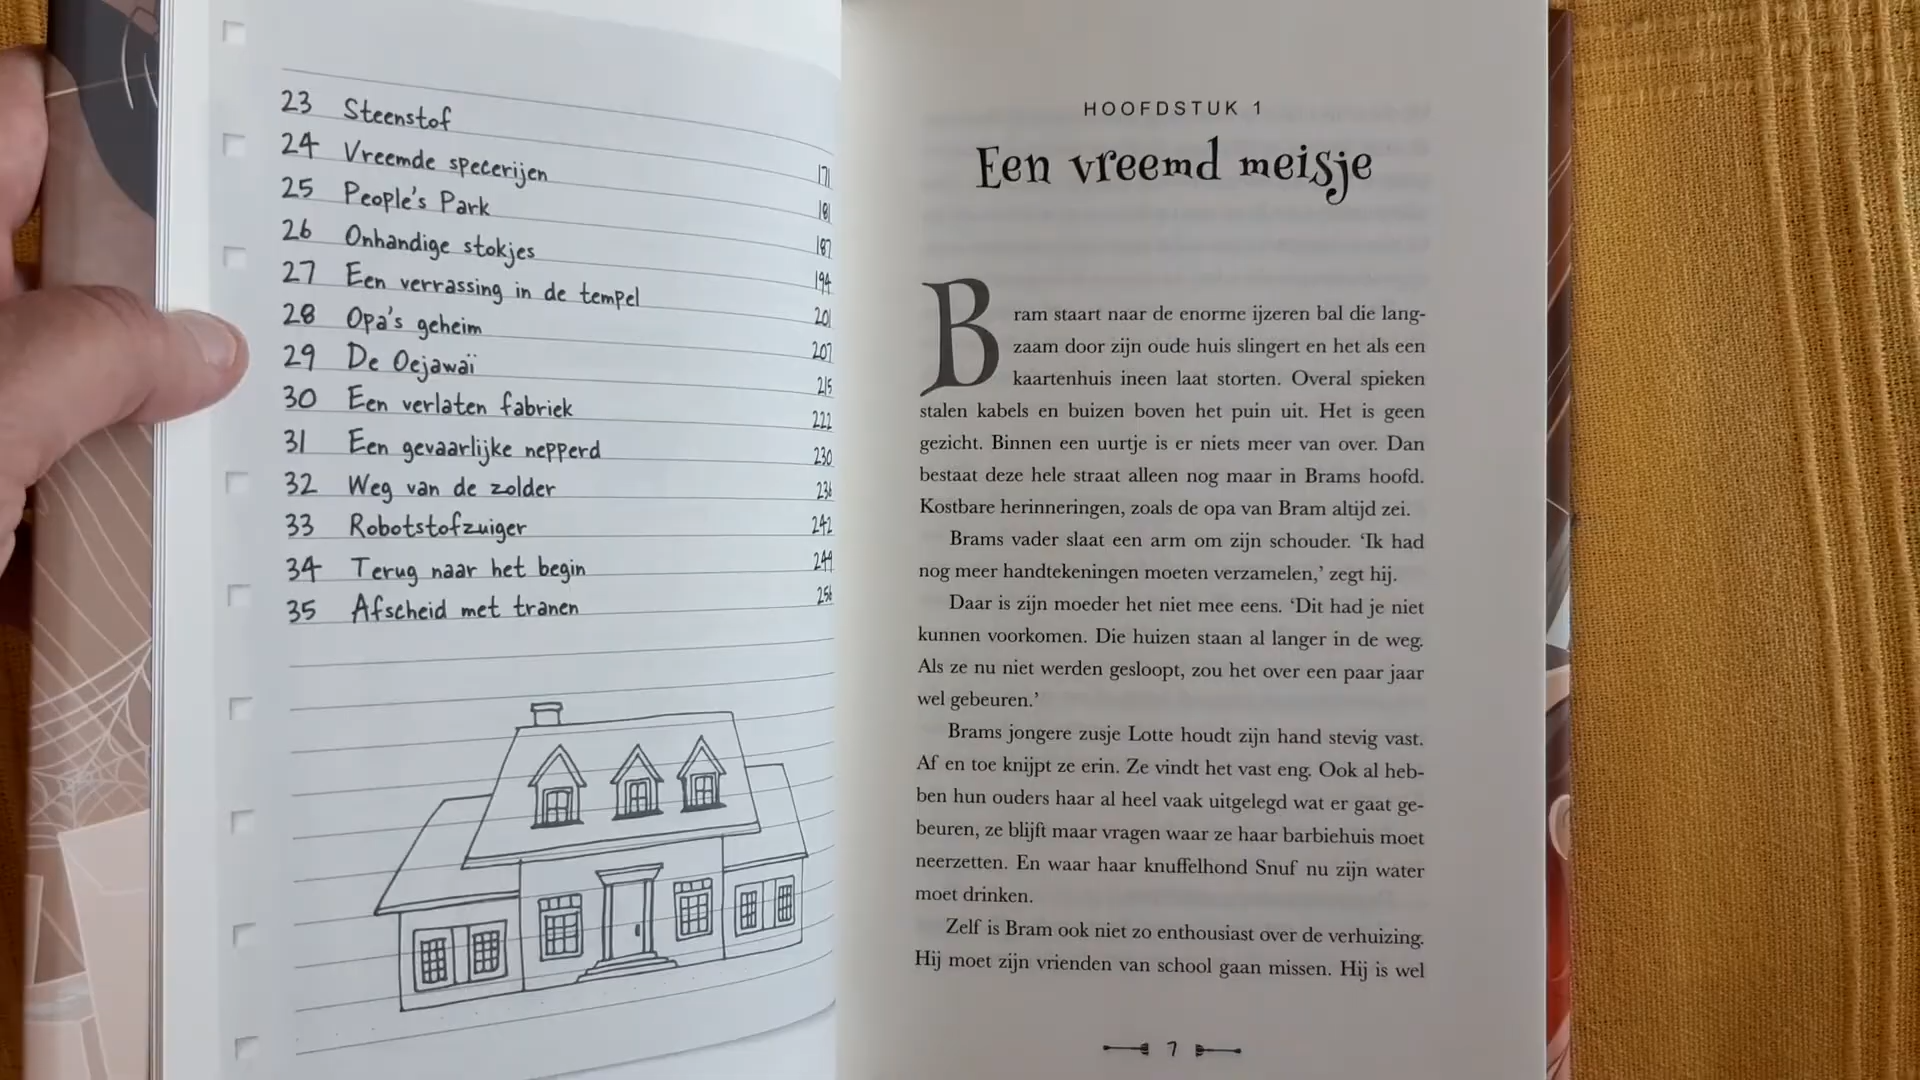 23 Steenstof 171
24 Vreemde specerijen 181
25 People's Park 187
26 Onhandige stokjes 194
27 Een verrassing in de tempel 201
28 Opa's geheim 207
29 De Oejawaï 215
30 Een verlaten fabriek 222
31 Een gevaarlijke nepperd 230
32 Weg van de zolder 236
33 Robotstofzuiger 242
34 Terug naar het begin 249
35 Afscheid met tranen 256
HOOFDSTUK 1
Een vreemd meisje
Bram staart naar de enorme ijzeren bal die lang-
zaam door zijn oude huis slingert en het als een
kaartenhuis ineen laat storten. Overal spieken
stalen kabels en buizen boven het puin uit. Het is geen
gezicht. Binnen een uurtje is er niets meer van over. Dan
bestaat deze hele straat alleen nog maar in Brams hoofd.
Kostbare herinneringen, zoals de opa van Bram altijd zei.
Brams vader slaat een arm om zijn schouder. ‘Ik had
nog meer handtekeningen moeten verzamelen,’ zegt hij.
Daar is zijn moeder het niet mee eens. ‘Dit had je niet
kunnen voorkomen. Die huizen staan al langer in de weg.
Als ze nu niet werden gesloopt, zou het over een paar jaar
wel gebeuren.’
Brams jongere zusje Lotte houdt zijn hand stevig vast.
Af en toe knijpt ze erin. Ze vindt het vast eng. Ook al heb-
ben hun ouders haar al heel vaak uitgelegd wat er gaat ge-
beuren, ze blijft maar vragen waar ze haar barbiehuis moet
neerzetten. En waar haar knuffelhond Snuf nu zijn water
moet drinken.
Zelf is Bram ook niet zo enthousiast over de verhuizing.
Hij moet zijn vrienden van school gaan missen. Hij is wel
7